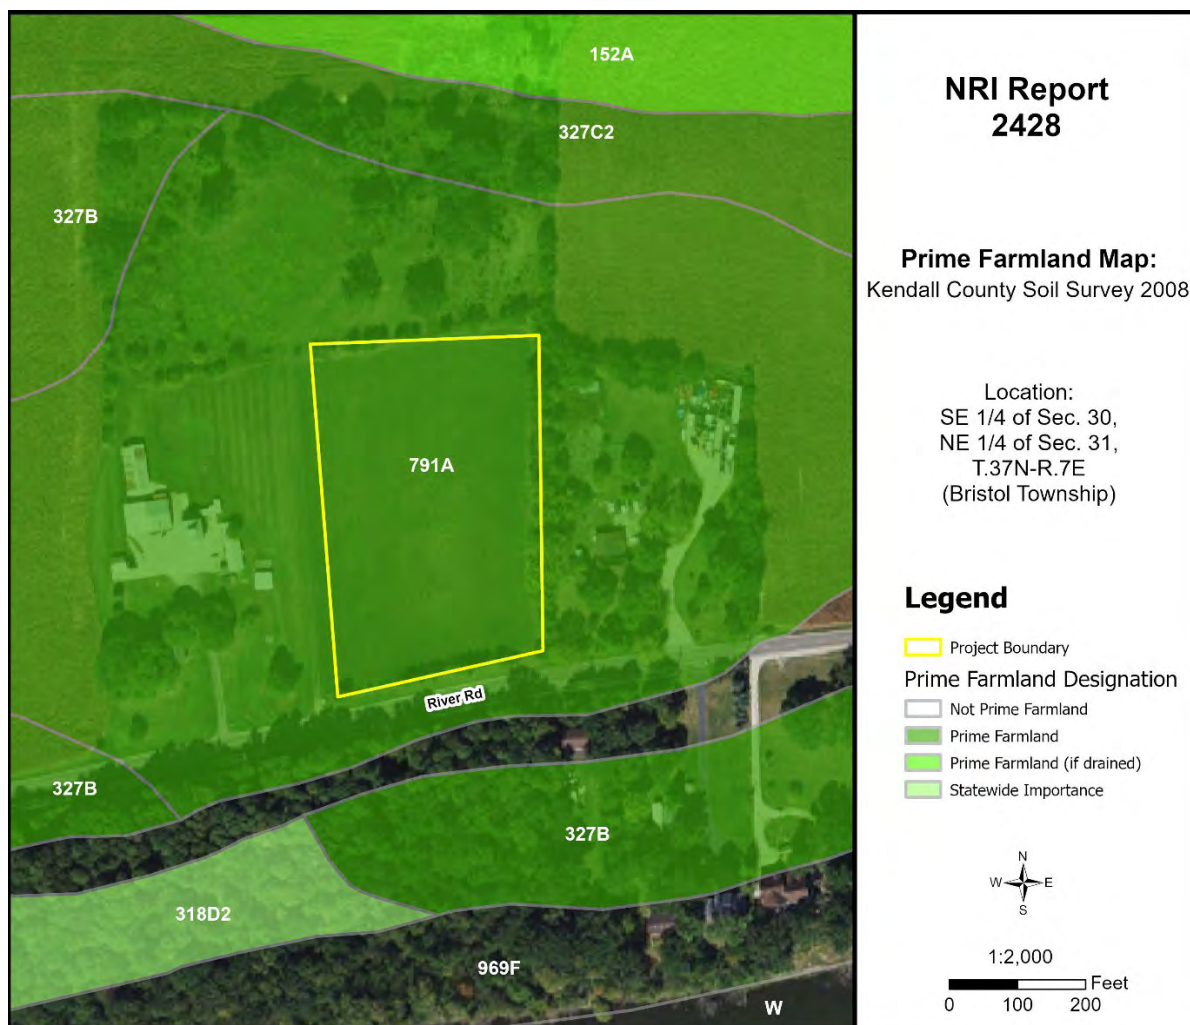 152A
327C2
327B
791A
River Rd
327B
327B
318D2
969F
W
NRI Report
2428
Prime Farmland Map:
Kendall County Soil Survey 2008
Location:
SE 1/4 of Sec. 30,
NE 1/4 of Sec. 31,
T.37N-R.7E
(Bristol Township)
Legend
Project Boundary
Prime Farmland Designation
Not Prime Farmland
Prime Farmland
Prime Farmland (if drained)
Statewide Importance
N
W E
S
1:2,000
Feet
0 100 200